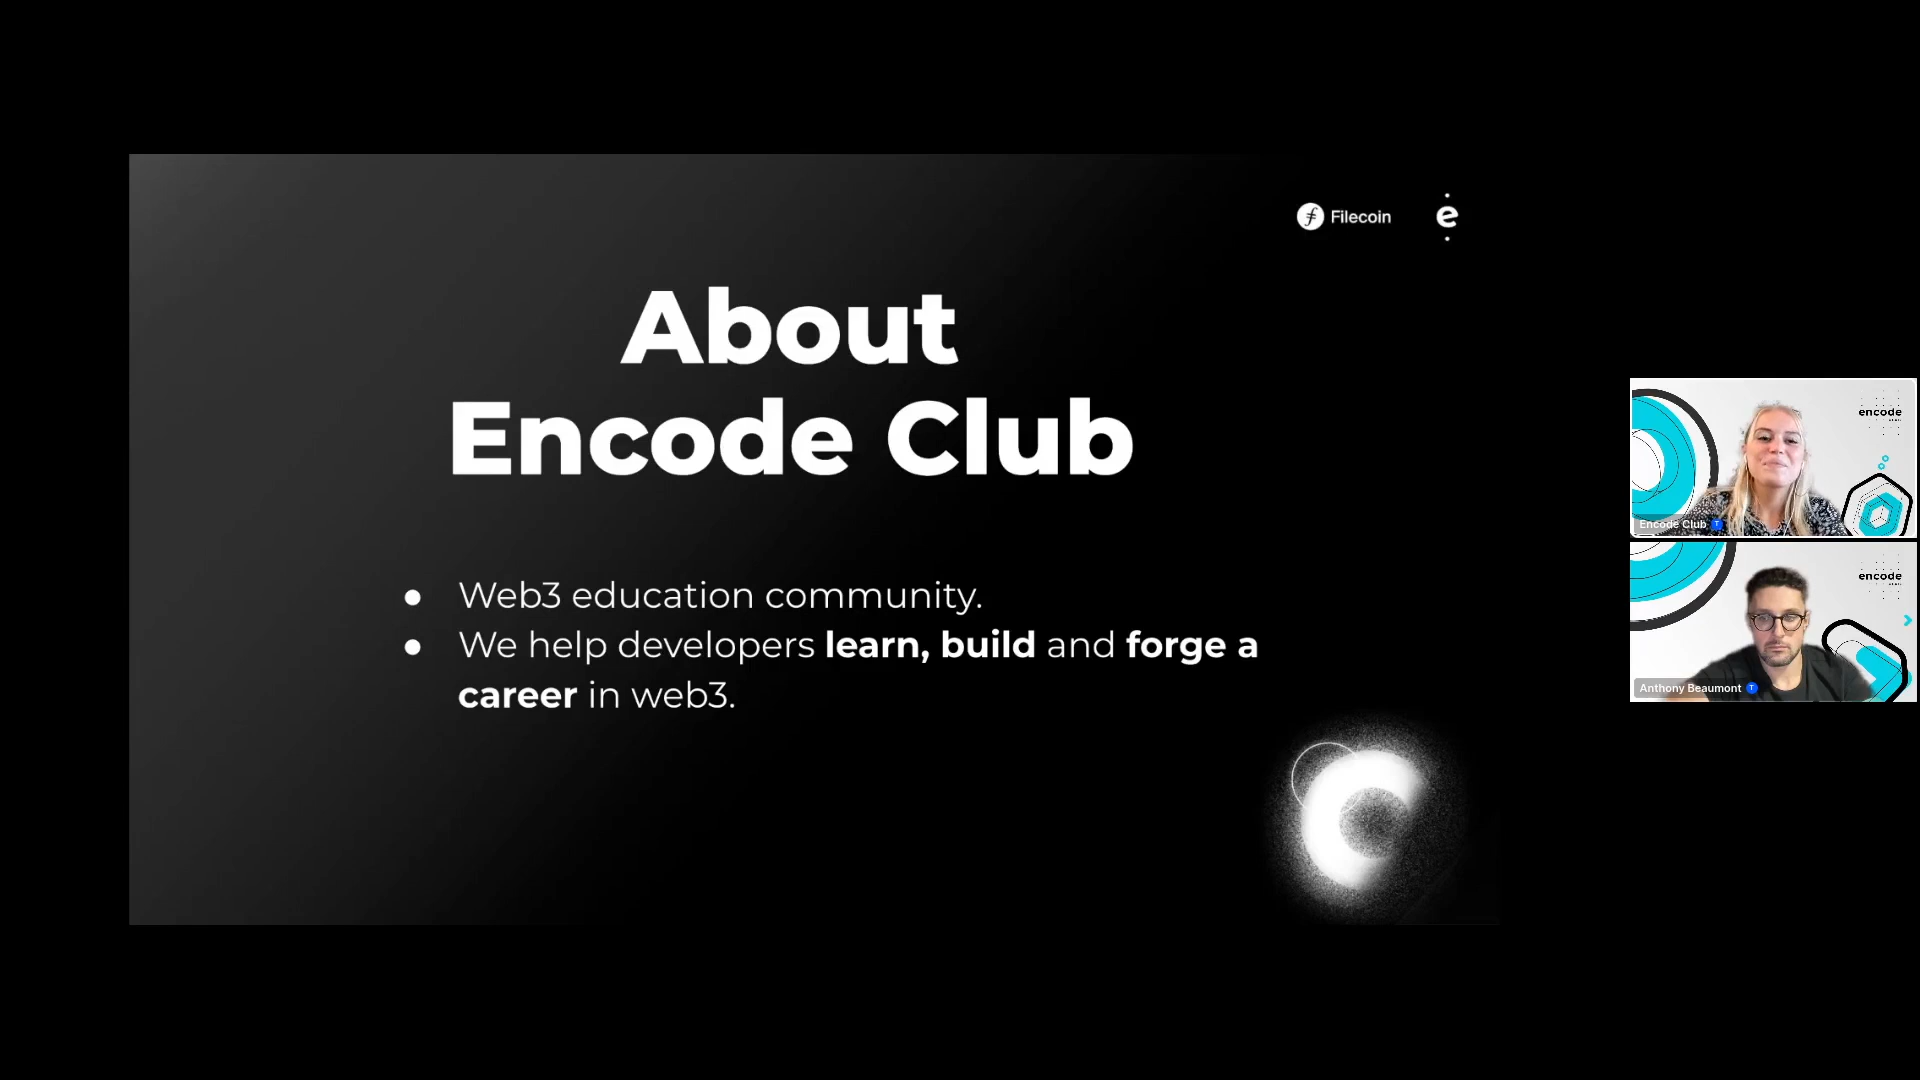 Filecoin
e
About
Encode Club
● Web3 education community.
● We help developers learn, build and forge a
career in web3.
encode
Encode Club T
encode
Anthony Beaumont T